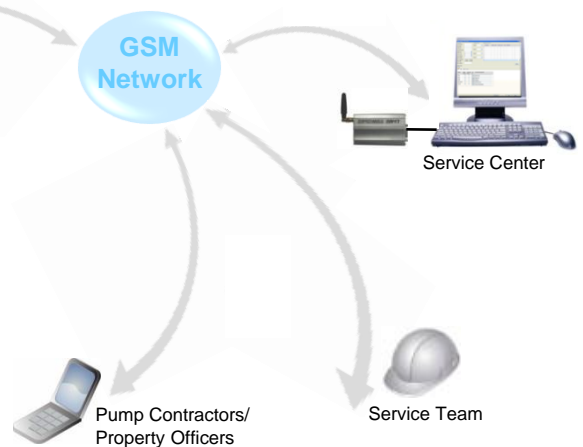 GSM
Network
Service Center
Service Team
Pump Contractors/
Property Officers